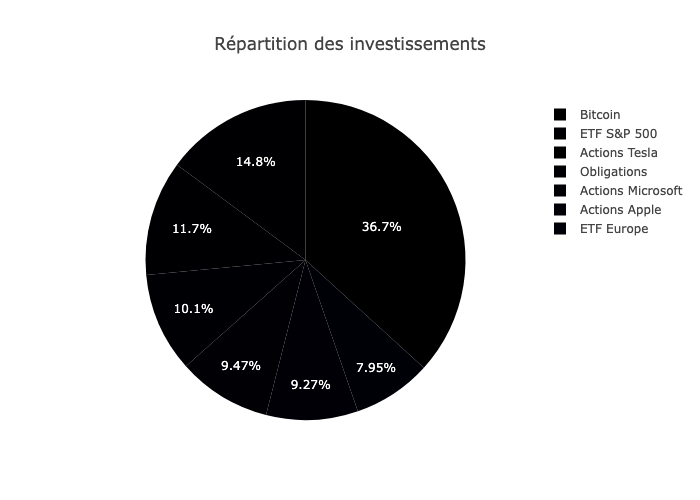 Répartition des investissements
Bitcoin
ETF S&P 500
Actions Tesla
Obligations
Actions Microsoft
Actions Apple
ETF Europe
14.8%
36.7%
11.7%
10.1%
9.47%
9.27%
7.95%